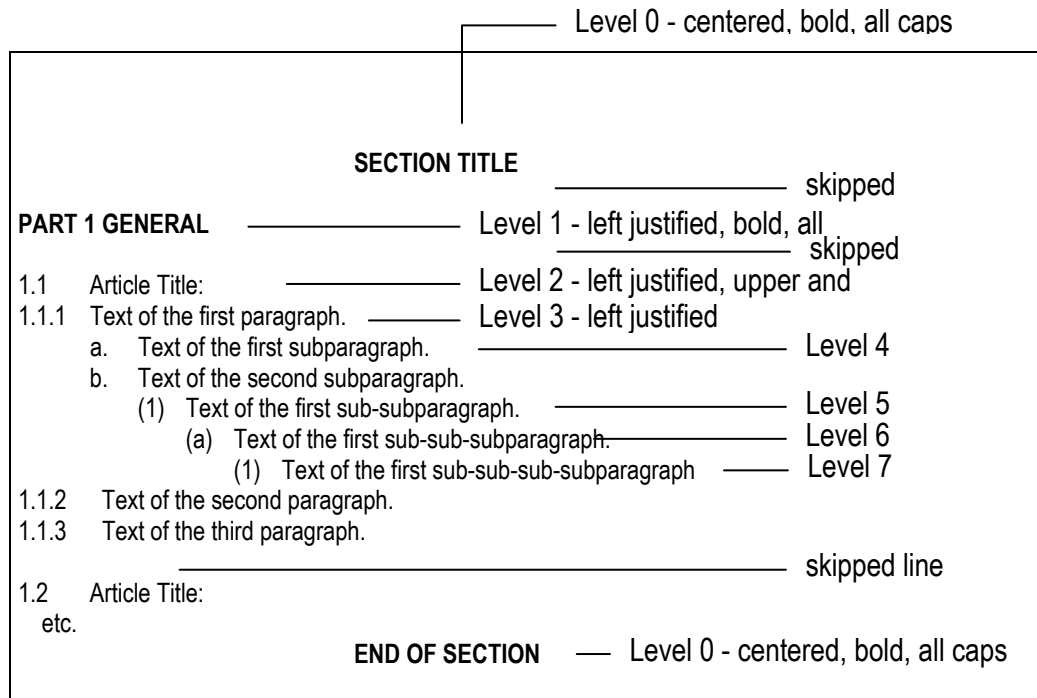 Level 0 - centered, bold, all caps
SECTION TITLE
skipped
PART 1 GENERAL Level 1 - left justified, bold, all
skipped
1.1 Article Title: Level 2 - left justified, upper and
1.1.1 Text of the first paragraph. Level 3 - left justified
a. Text of the first subparagraph. Level 4
b. Text of the second subparagraph.
(1) Text of the first sub-subparagraph. Level 5
(a) Text of the first sub-sub-subparagraph. Level 6
(1) Text of the first sub-sub-sub-subparagraph Level 7
1.1.2 Text of the second paragraph.
1.1.3 Text of the third paragraph.
skipped line
1.2 Article Title:
etc.
END OF SECTION Level 0 - centered, bold, all caps